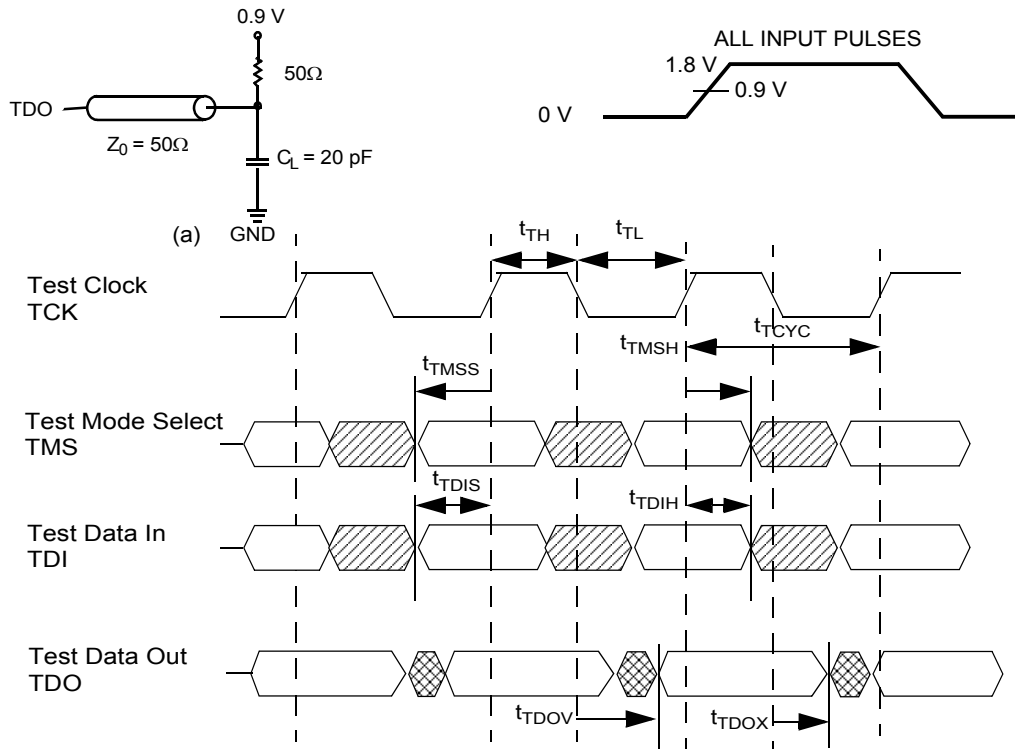 0.9 V
50Ω
TDO
Z0 = 50Ω
CL = 20 pF
(a)
GND
ALL INPUT PULSES
1.8 V
0.9 V
0 V
tTH
tTL
Test Clock
TCK
tTMSH
tTCYC
tTMSS
Test Mode Select
TMS
tTDIS
tTDIH
Test Data In
TDI
Test Data Out
TDO
tTDOV
tTDOX